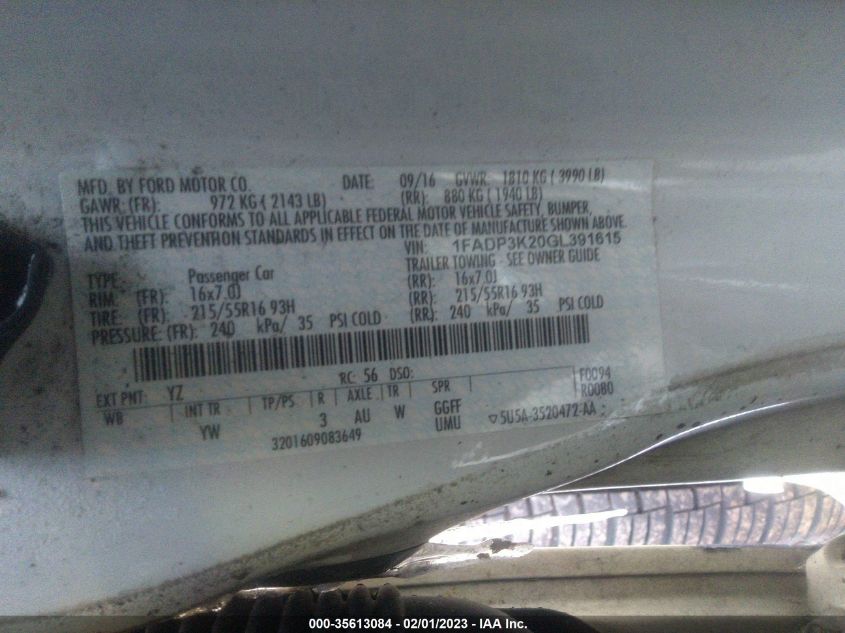 MFD. BY FORD MOTOR CO. DATE: 09/16 GVWR: 1810 KG ( 3990 LB)
GAWR: (FR): 972 KG ( 2143 LB) (RR): 880 KG ( 1940 LB)
THIS VEHICLE CONFORMS TO ALL APPLICABLE FEDERAL MOTOR VEHICLE SAFETY, BUMPER,
AND THEFT PREVENTION STANDARDS IN EFFECT ON THE DATE OF MANUFACTURE SHOWN ABOVE.
VIN: 1FADP3K20GL391615
TYPE: Passenger Car TRAILER TOWING - SEE OWNER GUIDE
RIM: (FR): 16x7.0J (RR): 16x7.0J
TIRE: (FR): 215/55R16 93H (RR): 215/55R16 93H
PRESSURE: (FR): 240 kPa/ 35 PSI COLD (RR): 240 kPa/ 35 PSI COLD
EXT PNT: YZ RC: 56 DSO: F0094
WB INT TR TP/PS R AXLE TR SPR R0080
YW 3 AU W GGFF
UMU ▽5U5A-3520472-AA
3201609083649
000-35613084 - 02/01/2023 - IAA Inc.